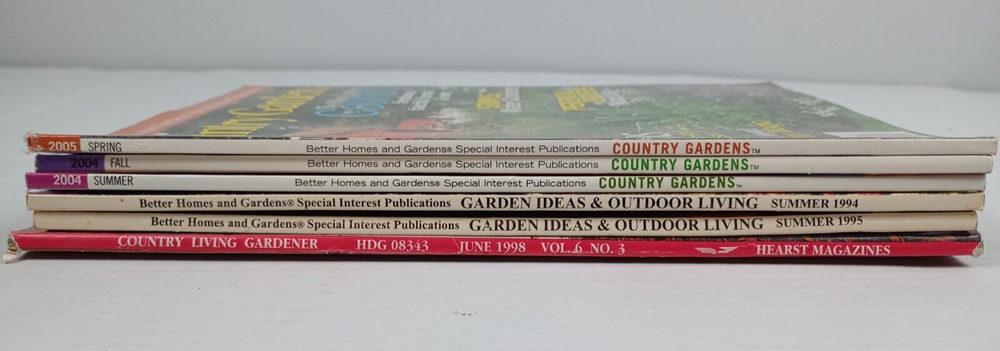 2005 SPRING Better Homes and Gardens® Special Interest Publications COUNTRY GARDENS™
2004 FALL Better Homes and Gardens® Special Interest Publications COUNTRY GARDENS™
2004 SUMMER Better Homes and Gardens® Special Interest Publications COUNTRY GARDENS™
Better Homes and Gardens® Special Interest Publications GARDEN IDEAS & OUTDOOR LIVING SUMMER 1994
Better Homes and Gardens® Special Interest Publications GARDEN IDEAS & OUTDOOR LIVING SUMMER 1995
COUNTRY LIVING GARDENER HDG 08343 JUNE 1998 VOL.6 NO. 3 HEARST MAGAZINES